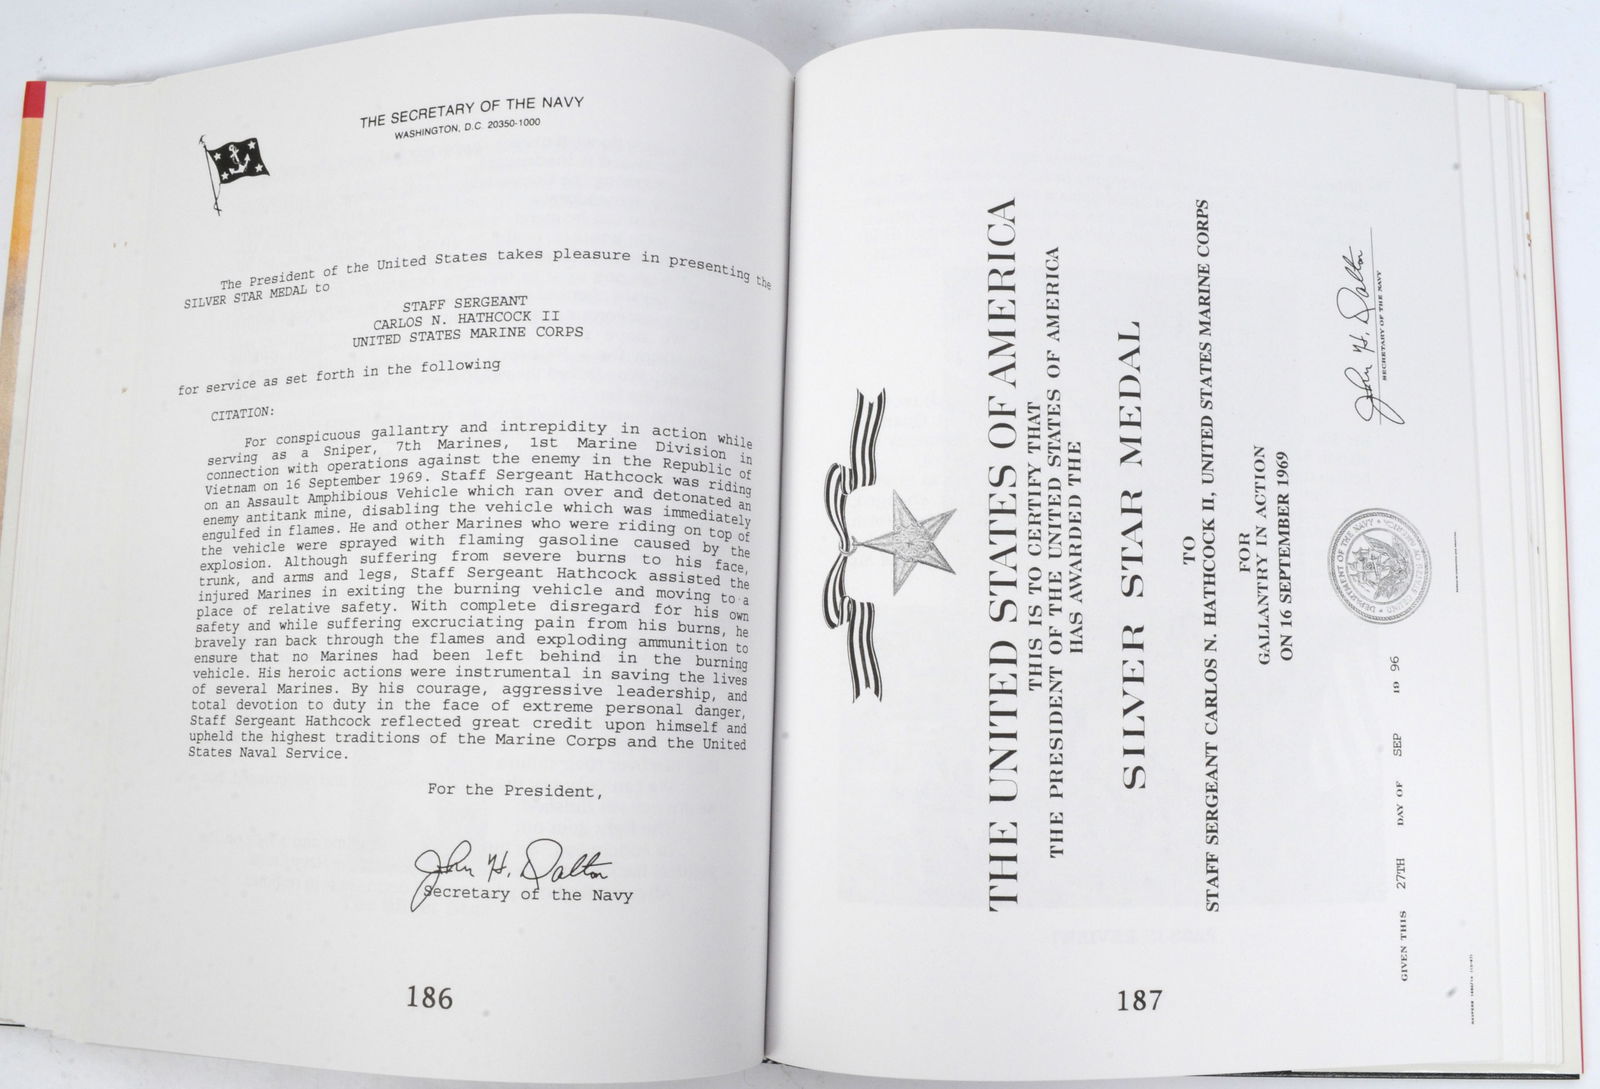 THE SECRETARY OF THE NAVY
WASHINGTON, D.C. 20350-1000
The President of the United States takes pleasure in presenting the
SILVER STAR MEDAL to
STAFF SERGEANT
CARLOS N. HATHCOCK II
UNITED STATES MARINE CORPS
for service as set forth in the following
CITATION:
For conspicuous gallantry and intrepidity in action while
serving as a Sniper, 7th Marines, 1st Marine Division in
connection with operations against the enemy in the Republic of
Vietnam on 16 September 1969. Staff Sergeant Hathcock was riding
on an Assault Amphibious Vehicle which ran over and detonated an
enemy antitank mine, disabling the vehicle which was immediately
engulfed in flames. He and other Marines who were riding on top of
the vehicle were sprayed with flaming gasoline caused by the
explosion. Although suffering from severe burns to his face,
trunk, and arms and legs, Staff Sergeant Hathcock assisted the
injured Marines in exiting the burning vehicle and moving to a
place of relative safety. With complete disregard for his own
safety and while suffering excruciating pain from his burns, he
bravely ran back through the flames and exploding ammunition to
ensure that no Marines had been left behind in the burning
vehicle. His heroic actions were instrumental in saving the lives
of several Marines. By his courage, aggressive leadership, and
total devotion to duty in the face of extreme personal danger,
Staff Sergeant Hathcock reflected great credit upon himself and
upheld the highest traditions of the Marine Corps and the United
States Naval Service.
For the President,
John H. Dalton
Secretary of the Navy
186
THE UNITED STATES OF AMERICA
THIS IS TO CERTIFY THAT
THE PRESIDENT OF THE UNITED STATES OF AMERICA
HAS AWARDED THE
SILVER STAR MEDAL
TO
STAFF SERGEANT CARLOS N. HATHCOCK II, UNITED STATES MARINE CORPS
FOR
GALLANTRY IN ACTION
ON 16 SEPTEMBER 1969
GIVEN THIS 27TH DAY OF SEP 19 96
DEPARTMENT OF THE NAVY
UNITED STATES OF AMERICA
John H. Dalton
SECRETARY OF THE NAVY
187